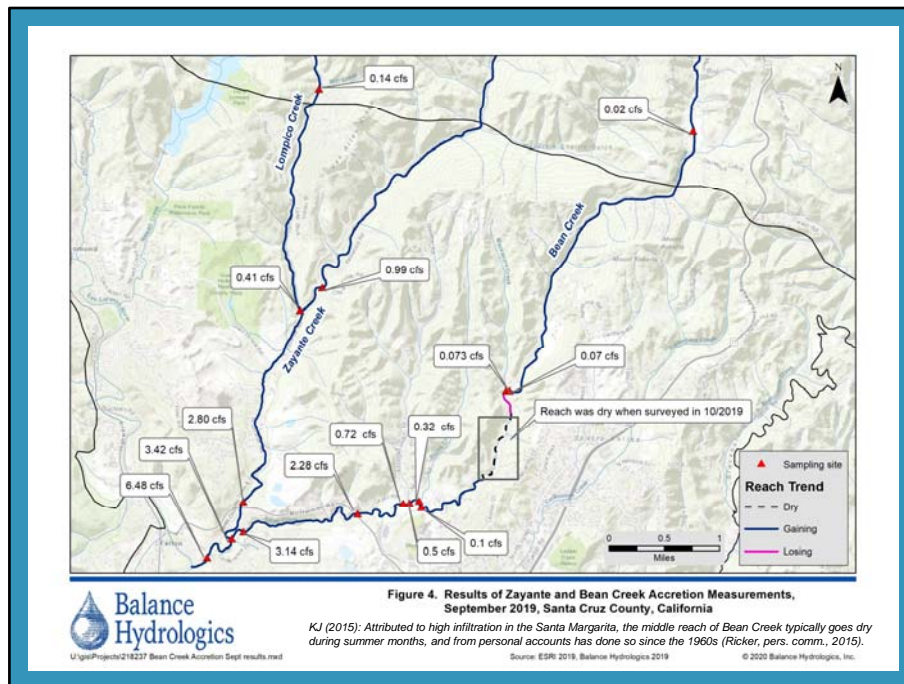 0.14 cfs
N
0.02 cfs
Lompico Creek
Bean Creek
0.41 cfs
0.99 cfs
Zayante Creek
0.073 cfs
0.07 cfs
Reach was dry when surveyed in 10/2019
2.80 cfs
0.72 cfs
0.32 cfs
3.42 cfs
2.28 cfs
6.48 cfs
3.14 cfs
0.5 cfs
0.1 cfs
Felton
Sampling site
Reach Trend
Dry
Gaining
Losing
0 0.5 1
Miles
Balance
Hydrologics
Figure 4. Results of Zayante and Bean Creek Accretion Measurements,
September 2019, Santa Cruz County, California
KJ (2015): Attributed to high infiltration in the Santa Margarita, the middle reach of Bean Creek typically goes dry
during summer months, and from personal accounts has done so since the 1960s (Ricker, pers. comm., 2015).
U:\gis\Projects\218237 Bean Creek Accretion Sept results.mxd
Source: ESRI 2019, Balance Hydrologics 2019
© 2020 Balance Hydrologics, Inc.